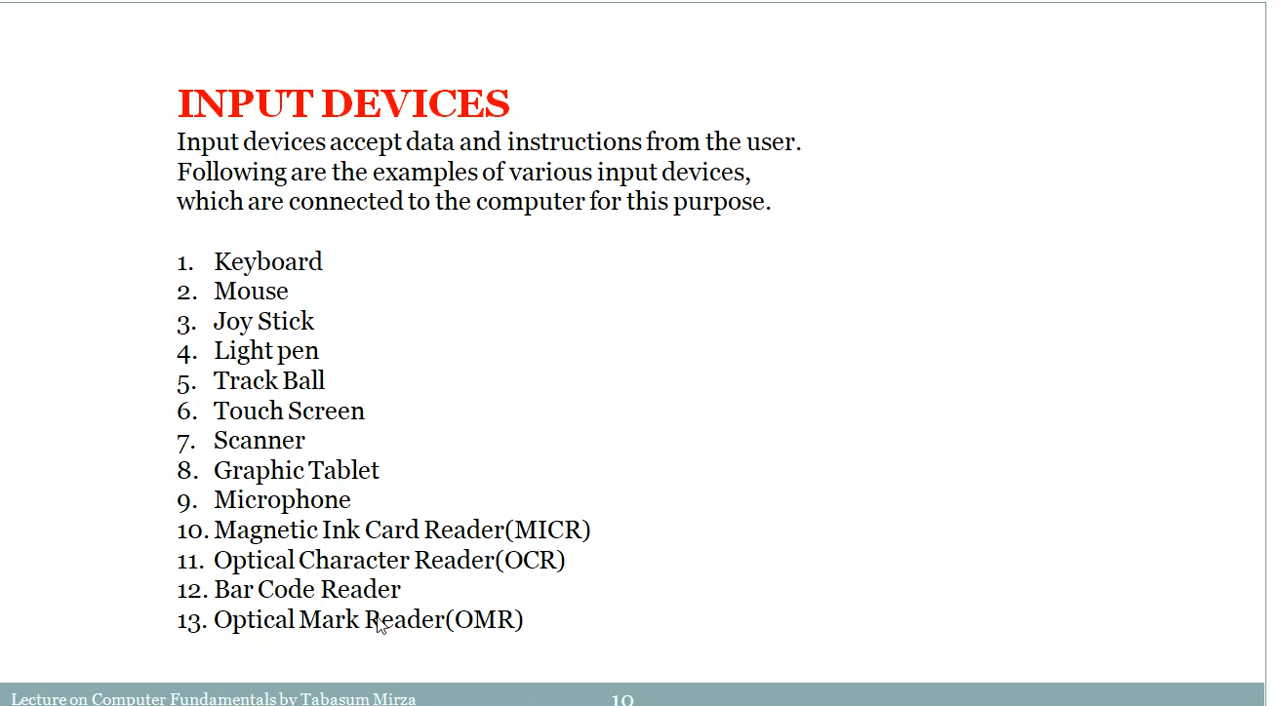 INPUT DEVICES
Input devices accept data and instructions from the user.
Following are the examples of various input devices,
which are connected to the computer for this purpose.
1. Keyboard
2. Mouse
3. Joy Stick
4. Light pen
5. Track Ball
6. Touch Screen
7. Scanner
8. Graphic Tablet
9. Microphone
10. Magnetic Ink Card Reader(MICR)
11. Optical Character Reader(OCR)
12. Bar Code Reader
13. Optical Mark Reader(OMR)
Lecture on Computer Fundamentals by Tabasum Mirza
10